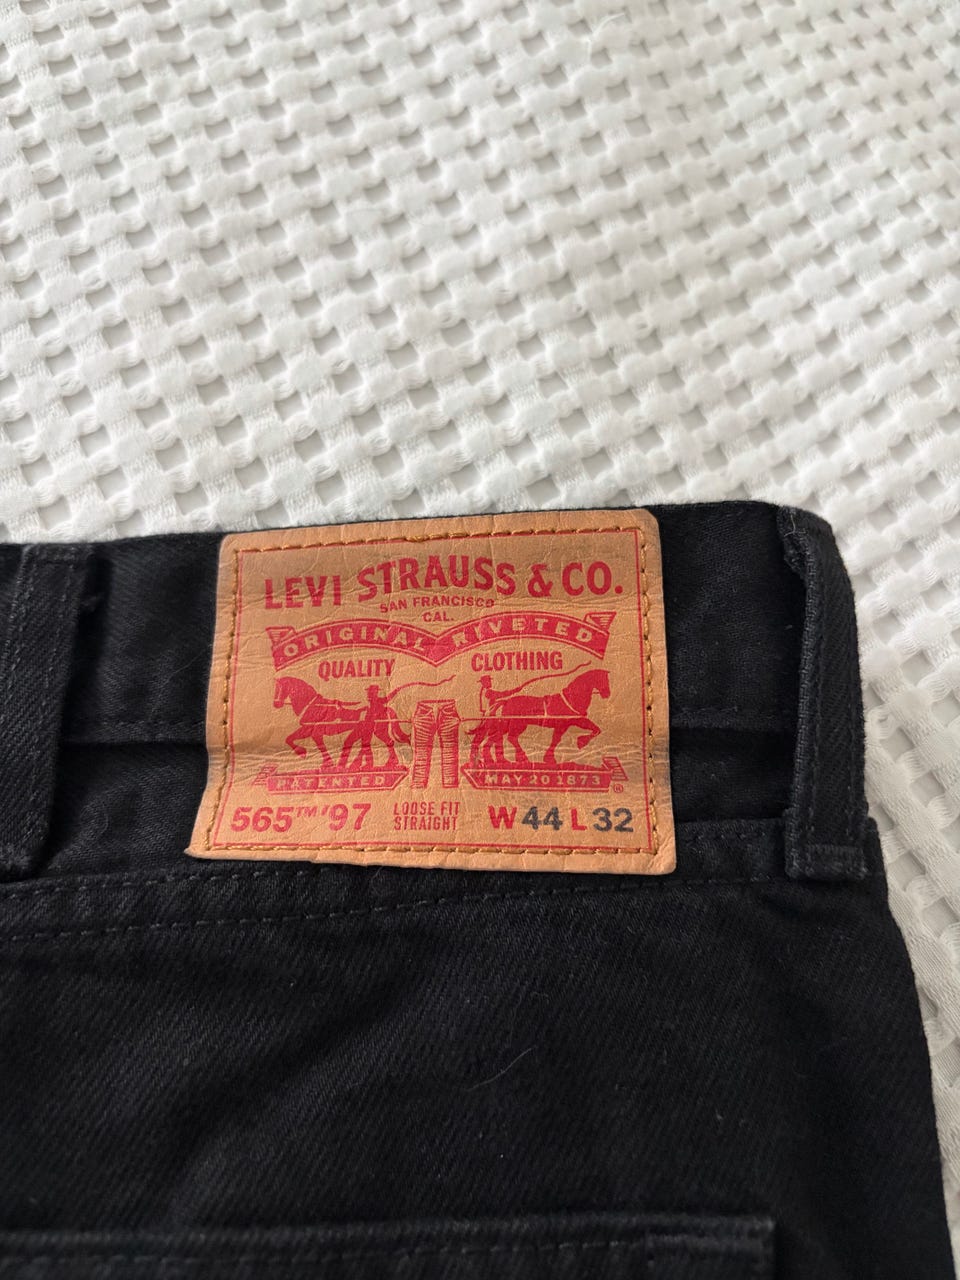 LEVI STRAUSS & CO.
SAN FRANCISCO
CAL.
ORIGINAL RIVETED
QUALITY CLOTHING
PATENTED MAY 20 1873 ®
565™'97 LOOSE FIT STRAIGHT W 44 L 32